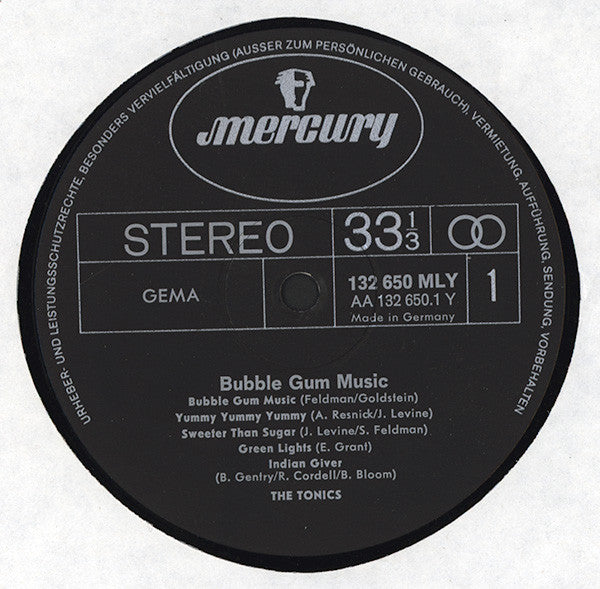 URHEBER- UND LEISTUNGSSCHUTZRECHTE, BESONDERS VERVIELFÄLTIGUNG (AUSSER ZUM PERSÖNLICHEN GEBRAUCH), VERMIETUNG, AUFFÜHRUNG, SENDUNG, VORBEHALTEN
mercury
STEREO
33 1/3
GEMA
132 650 MLY
AA 132 650.1 Y
Made in Germany
1
Bubble Gum Music
Bubble Gum Music (Feldman/Goldstein)
Yummy Yummy Yummy (A. Resnick/J. Levine)
Sweeter Than Sugar (J. Levine/S. Feldman)
Green Lights (E. Grant)
Indian Giver
(B. Gentry/R. Cordell/B. Bloom)
THE TONICS